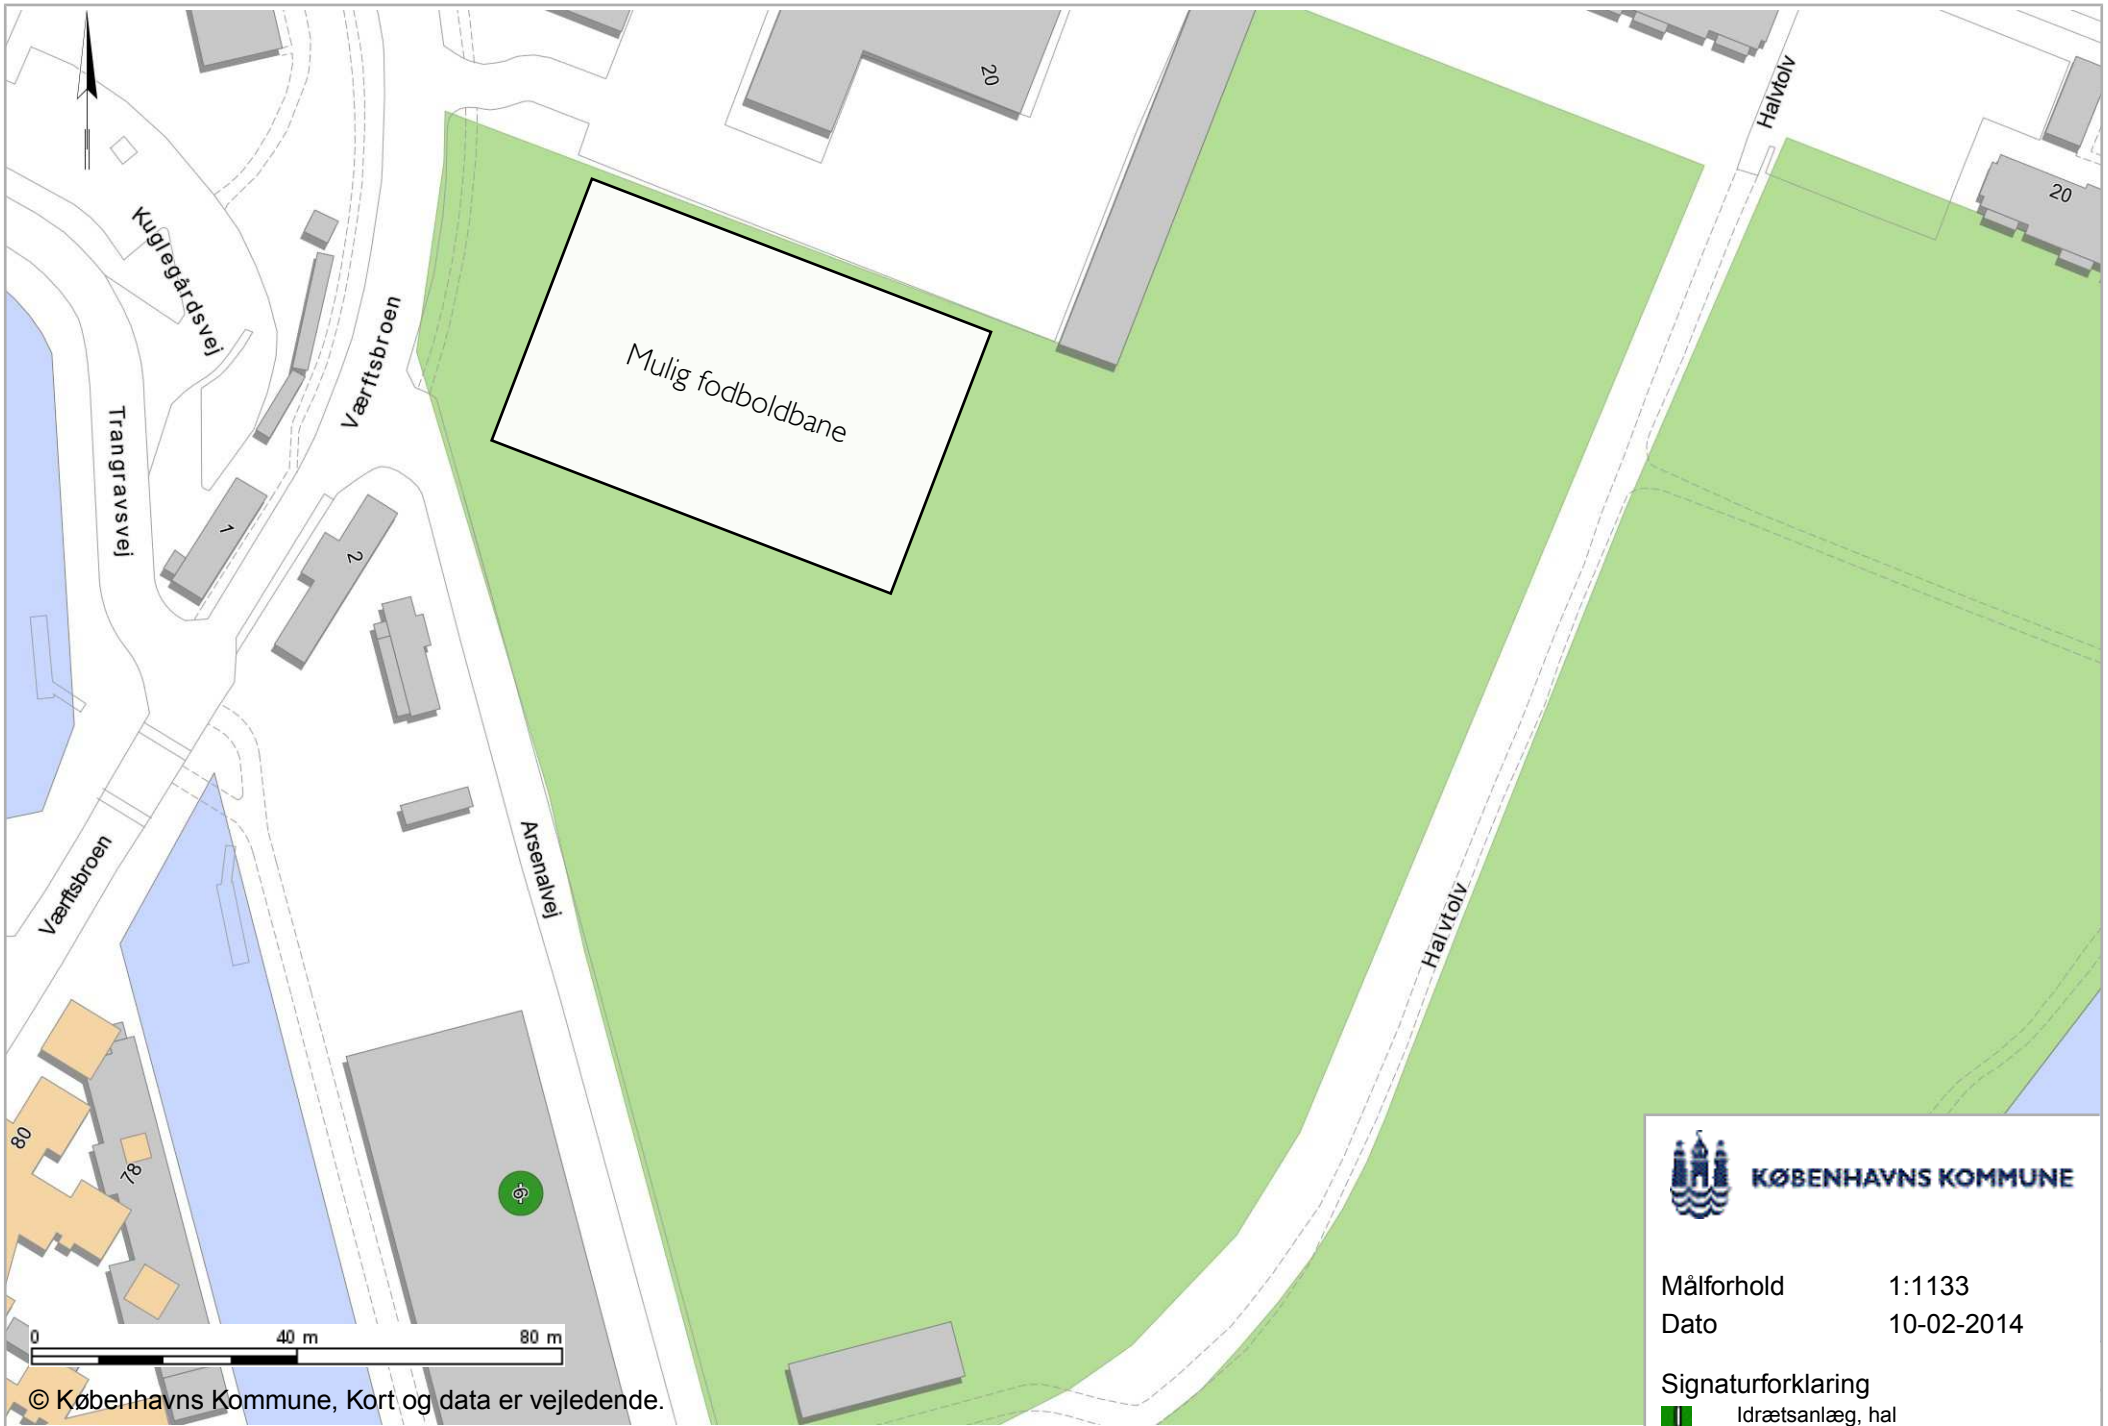 20
Halvtolv
20
Kuglegårdsvej
Værftsbroen
Mulig fodboldbane
Trangravsvej
1
2
Værftsbroen
Arsenalvej
Halvtolv
80
78
6
KØBENHAVNS KOMMUNE
Målforhold 1:1133
Dato 10-02-2014
Signaturforklaring
Idrætsanlæg, hal
0 40 m 80 m
© Københavns Kommune, Kort og data er vejledende.